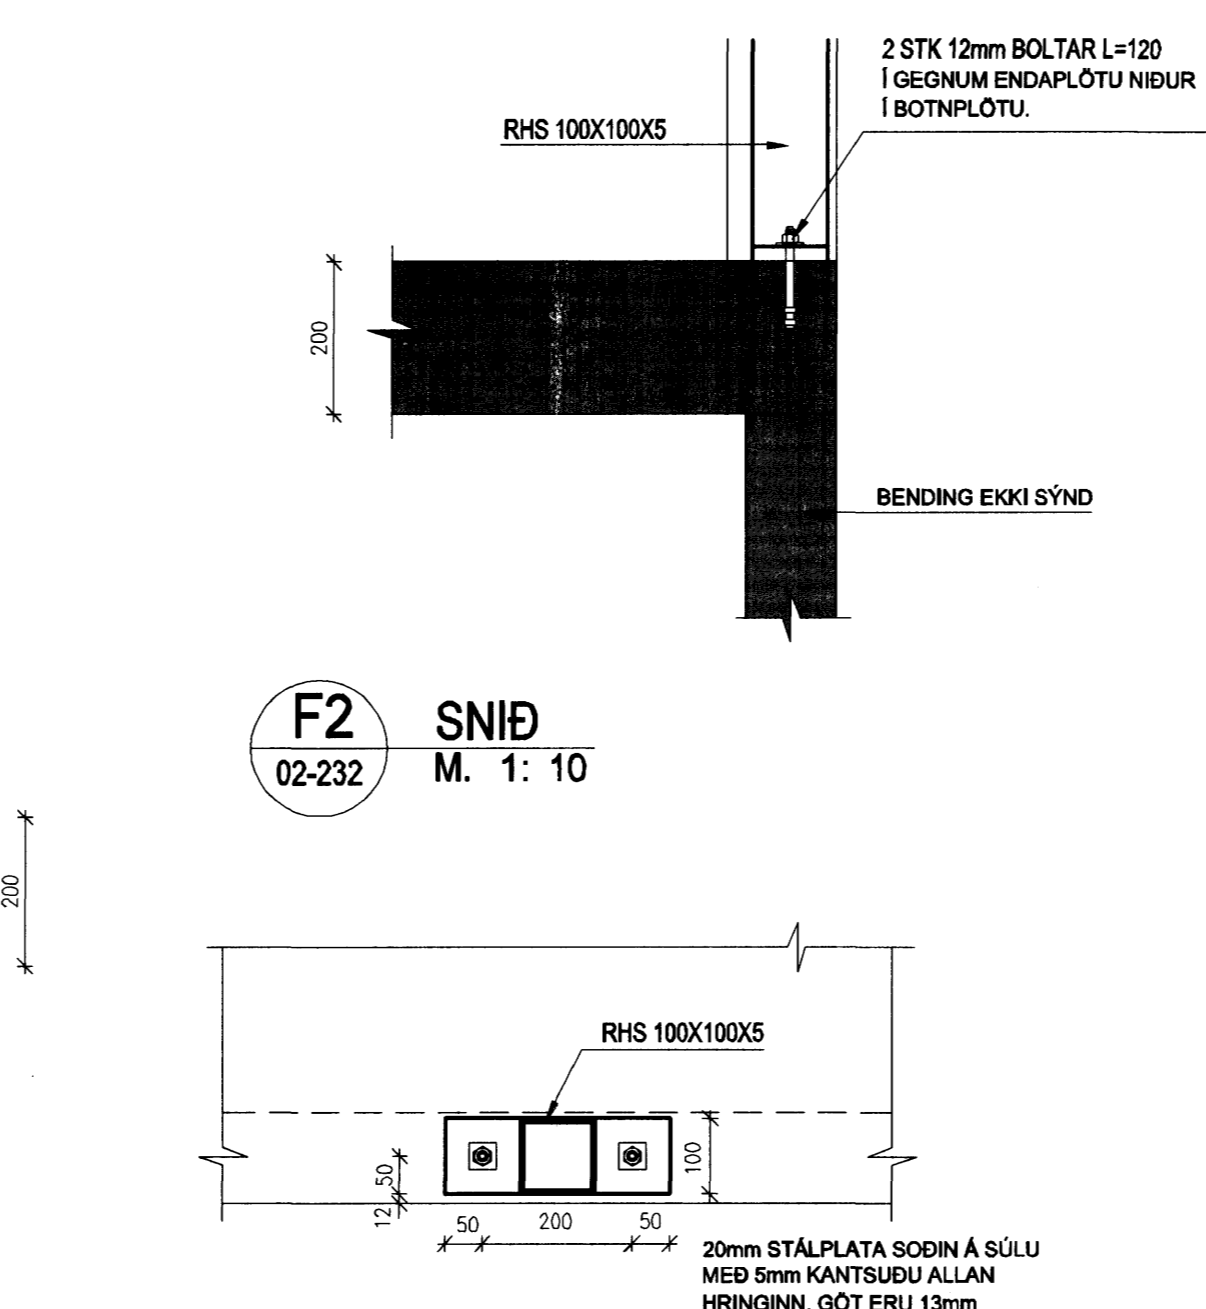 2 STK 12mm BOLTAR L=120
Í GEGNUM ENDAPLÖTU NIÐUR
Í BOTNPLÖTU.
RHS 100X100X5
200
BENDING EKKI SÝND
F2
02-232
SNIÐ
M. 1: 10
200
RHS 100X100X5
100
50
12
50
200
50
20mm STÁLPLATA SOÐIN Á SÚLU
MEÐ 5mm KANTSUÐU ALLAN
HRINGINN. GÖT ERU 13mm